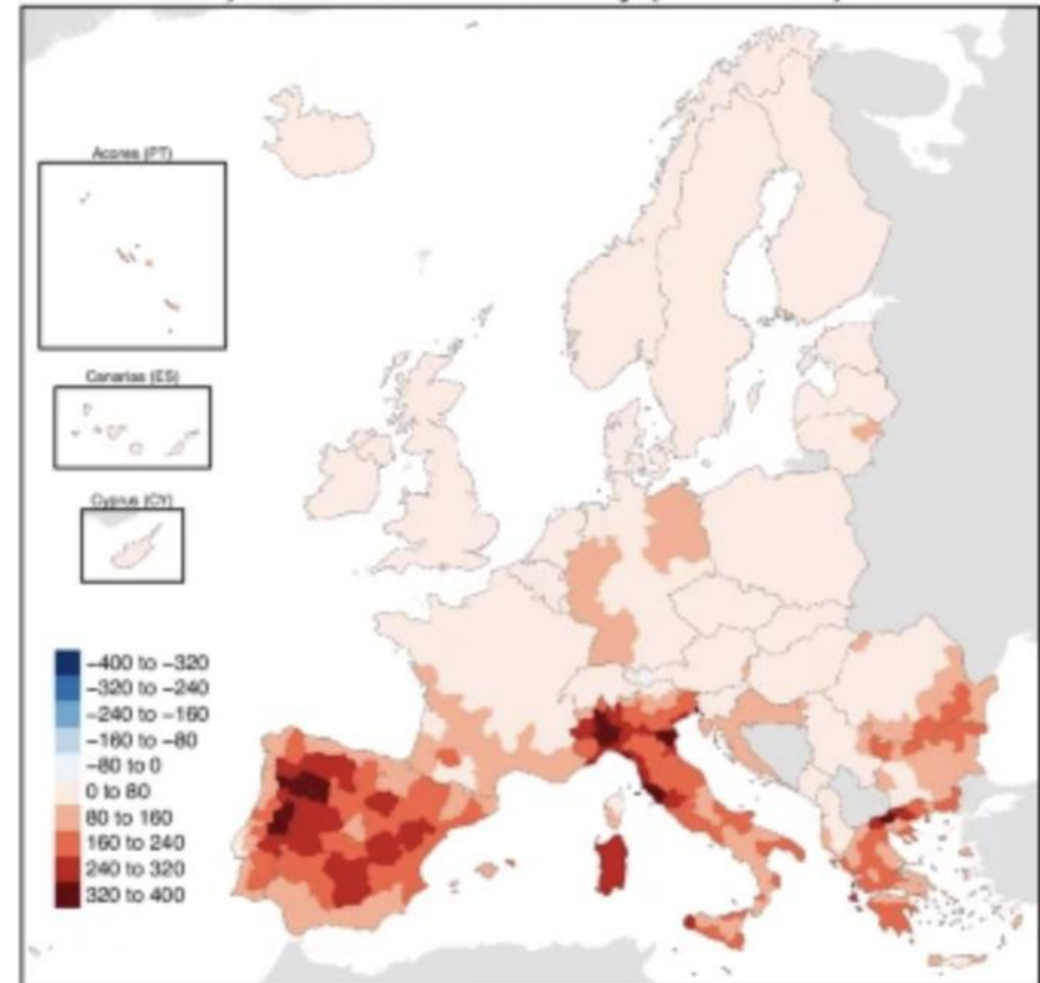 Acores (PT)
Canarias (ES)
Cyprus (CY)
−400 to −320
−320 to −240
−240 to −160
−160 to −80
−80 to 0
0 to 80
80 to 160
160 to 240
240 to 320
320 to 400